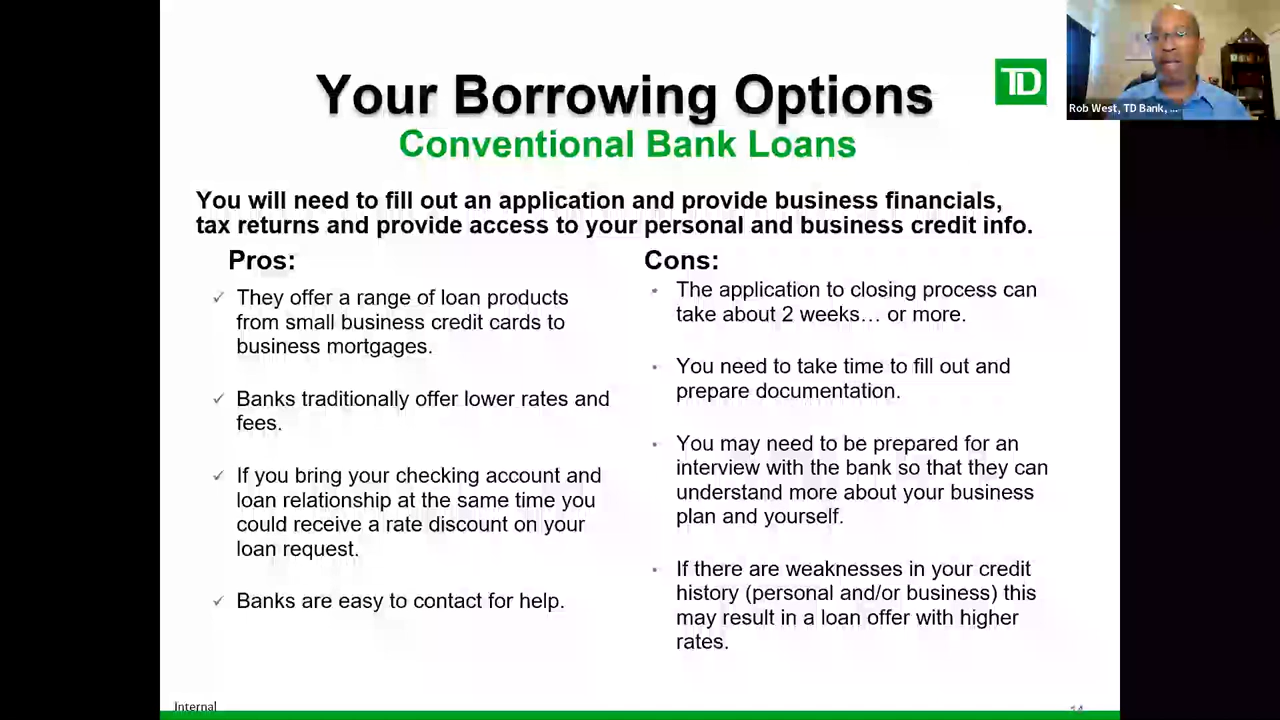 Your Borrowing Options
TD
Conventional Bank Loans
Rob West, TD Bank, ...
You will need to fill out an application and provide business financials,
tax returns and provide access to your personal and business credit info.
Pros:
They offer a range of loan products
from small business credit cards to
business mortgages.
Banks traditionally offer lower rates and
fees.
If you bring your checking account and
loan relationship at the same time you
could receive a rate discount on your
loan request.
Banks are easy to contact for help.
Cons:
The application to closing process can
take about 2 weeks… or more.
You need to take time to fill out and
prepare documentation.
You may need to be prepared for an
interview with the bank so that they can
understand more about your business
plan and yourself.
If there are weaknesses in your credit
history (personal and/or business) this
may result in a loan offer with higher
rates.
Internal
14